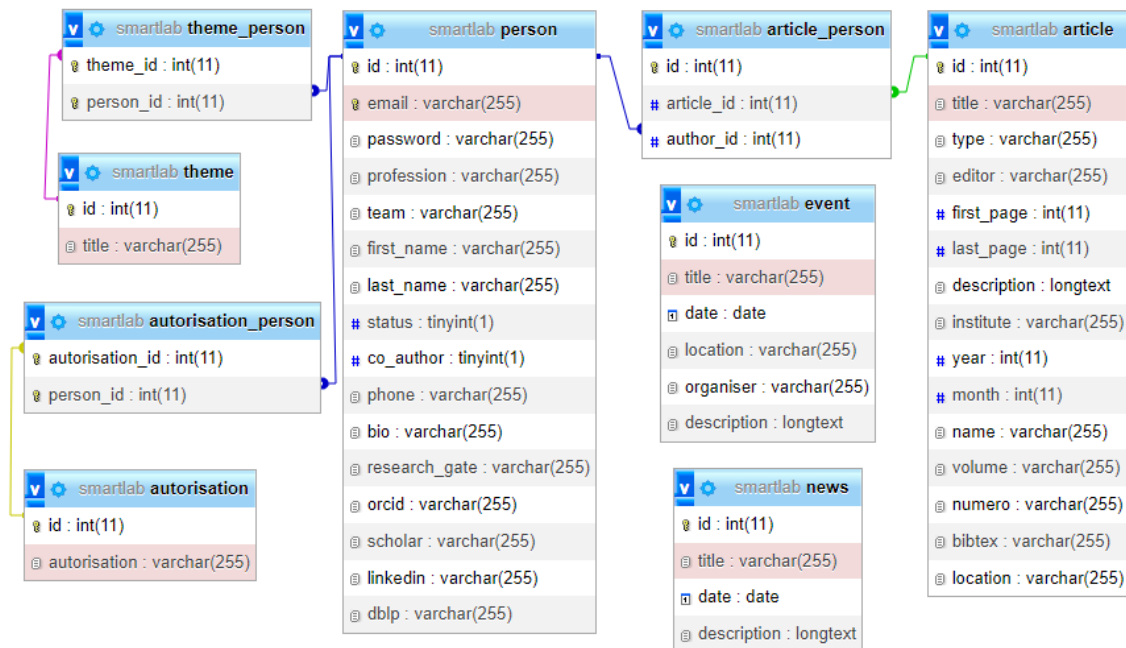 smartlab theme_person
theme_id : int(11)
person_id : int(11)
smartlab theme
id : int(11)
title : varchar(255)
smartlab autorisation_person
autorisation_id : int(11)
person_id : int(11)
smartlab autorisation
id : int(11)
autorisation : varchar(255)
smartlab person
id : int(11)
email : varchar(255)
password : varchar(255)
profession : varchar(255)
team : varchar(255)
first_name : varchar(255)
last_name : varchar(255)
# status : tinyint(1)
# co_author : tinyint(1)
phone : varchar(255)
bio : varchar(255)
research_gate : varchar(255)
orcid : varchar(255)
scholar : varchar(255)
linkedin : varchar(255)
dblp : varchar(255)
smartlab article_person
id : int(11)
# article_id : int(11)
# author_id : int(11)
smartlab event
id : int(11)
title : varchar(255)
date : date
location : varchar(255)
organiser : varchar(255)
description : longtext
smartlab news
id : int(11)
title : varchar(255)
date : date
description : longtext
smartlab article
id : int(11)
title : varchar(255)
type : varchar(255)
editor : varchar(255)
# first_page : int(11)
# last_page : int(11)
description : longtext
institute : varchar(255)
# year : int(11)
# month : int(11)
name : varchar(255)
volume : varchar(255)
numero : varchar(255)
bibtex : varchar(255)
location : varchar(255)